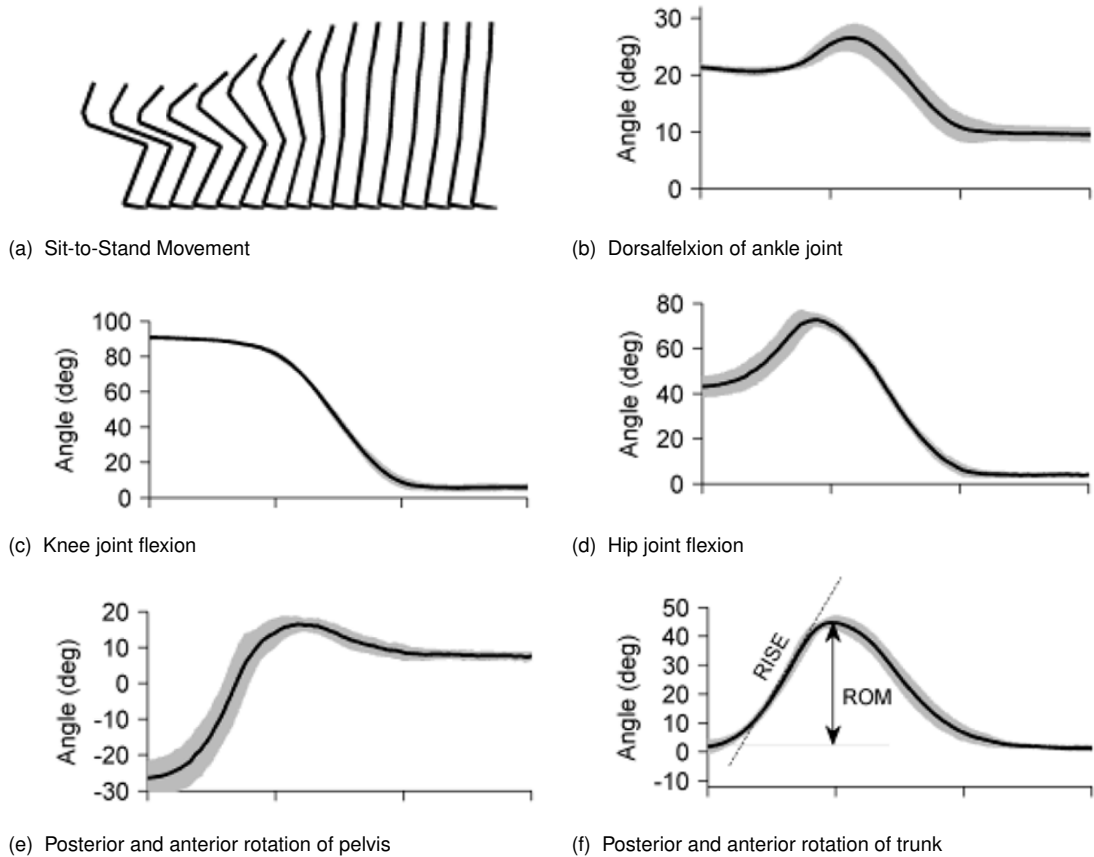 30
20
10
0
Angle (deg)
(a) Sit-to-Stand Movement
(b) Dorsalfelxion of ankle joint
100
80
60
40
20
0
Angle (deg)
80
60
40
20
0
Angle (deg)
(c) Knee joint flexion
(d) Hip joint flexion
20
10
0
-10
-20
-30
Angle (deg)
50
40
30
20
10
0
-10
Angle (deg)
RISE
ROM
(e) Posterior and anterior rotation of pelvis
(f) Posterior and anterior rotation of trunk